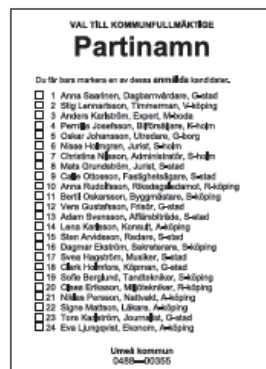 VAL TILL KOMMUNFULLMÄKTIGE
Partinamn
Du får bara markera en av dessa anmälda kandidater.
1 Anna Saarinen, Dagbarnvårdare, G-stad
2 Stig Lennartsson, Timmerman, V-köping
3 Anders Karlström, Expert, M-boda
4 Pernilla Josefsson, Bilförsäljare, K-holm
5 Oskar Johansson, Utredare, G-borg
6 Nisse Holmgren, Jurist, S-holm
7 Christina Nilsson, Administratör, S-holm
8 Mats Grundström, Jurist, S-stad
9 Calle Ottosson, Fastighetsägare, S-stad
10 Anna Rudolfsson, Riksdagsledamot, R-köping
11 Bertil Oskarsson, Byggmästare, B-köping
12 Vera Gustafsson, Frisör, G-stad
13 Adam Svensson, Affärsbiträde, S-stad
14 Lena Karlsson, Konsult, A-köping
15 Sten Arvidsson, Redare, S-stad
16 Dagmar Ekström, Sekreterare, S-köping
17 Svea Hagström, Musiker, S-stad
18 Clark Holmfors, Köpman, G-stad
19 Sofie Berglund, Tandtekniker, S-köping
20 Claes Eriksson, Miljötekniker, R-köping
21 Niklas Persson, Nattvakt, A-köping
22 Signe Mattson, Läkare, A-köping
23 Tore Karlström, Journalist, G-stad
24 Eva Ljungqvist, Ekonom, A-köping
Umeå kommun
0488—00355